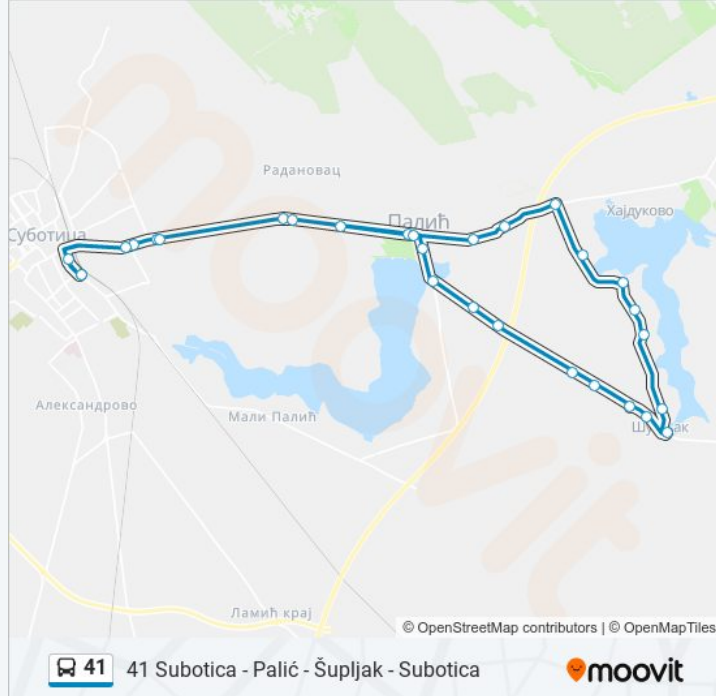 Радановац
Хајдуково
Палић
Суботица
Александрово
Мали Палић
Ламић крај
© OpenStreetMap contributors | © OpenMapTiles
41
41 Subotica - Palić - Šupljak - Subotica
moovit
moovit